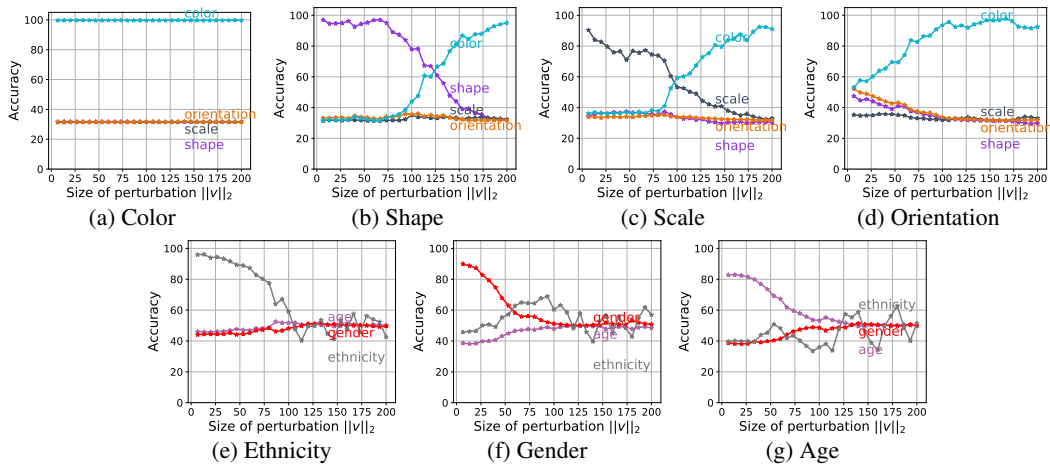 100
80
60
40
20
0
Accuracy
color
orientation
scale
shape
0 25 50 75 100 125 150 175 200
Size of perturbation ||v||₂
(a) Color
100
80
60
40
20
0
Accuracy
color
shape
scale
orientation
0 25 50 75 100 125 150 175 200
Size of perturbation ||v||₂
(b) Shape
100
80
60
40
20
0
Accuracy
color
scale
orientation
shape
0 25 50 75 100 125 150 175 200
Size of perturbation ||v||₂
(c) Scale
100
80
60
40
20
0
Accuracy
color
scale
orientation
shape
0 25 50 75 100 125 150 175 200
Size of perturbation ||v||₂
(d) Orientation
100
80
60
40
20
0
Accuracy
age
gender
ethnicity
0 25 50 75 100 125 150 175 200
Size of perturbation ||v||₂
(e) Ethnicity
100
80
60
40
20
0
Accuracy
gender
age
ethnicity
0 25 50 75 100 125 150 175 200
Size of perturbation ||v||₂
(f) Gender
100
80
60
40
20
0
Accuracy
ethnicity
gender
age
0 25 50 75 100 125 150 175 200
Size of perturbation ||v||₂
(g) Age